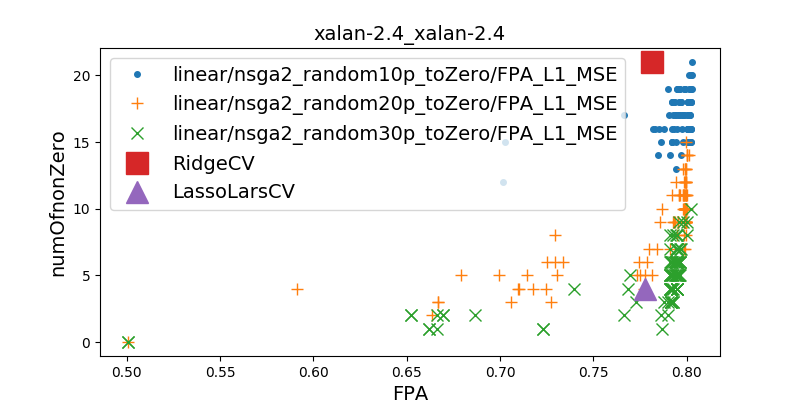 xalan-2.4_xalan-2.4
linear/nsga2_random10p_toZero/FPA_L1_MSE
linear/nsga2_random20p_toZero/FPA_L1_MSE
linear/nsga2_random30p_toZero/FPA_L1_MSE
RidgeCV
LassoLarsCV
numOfnonZero
20
15
10
5
0
0.50 0.55 0.60 0.65 0.70 0.75 0.80
FPA